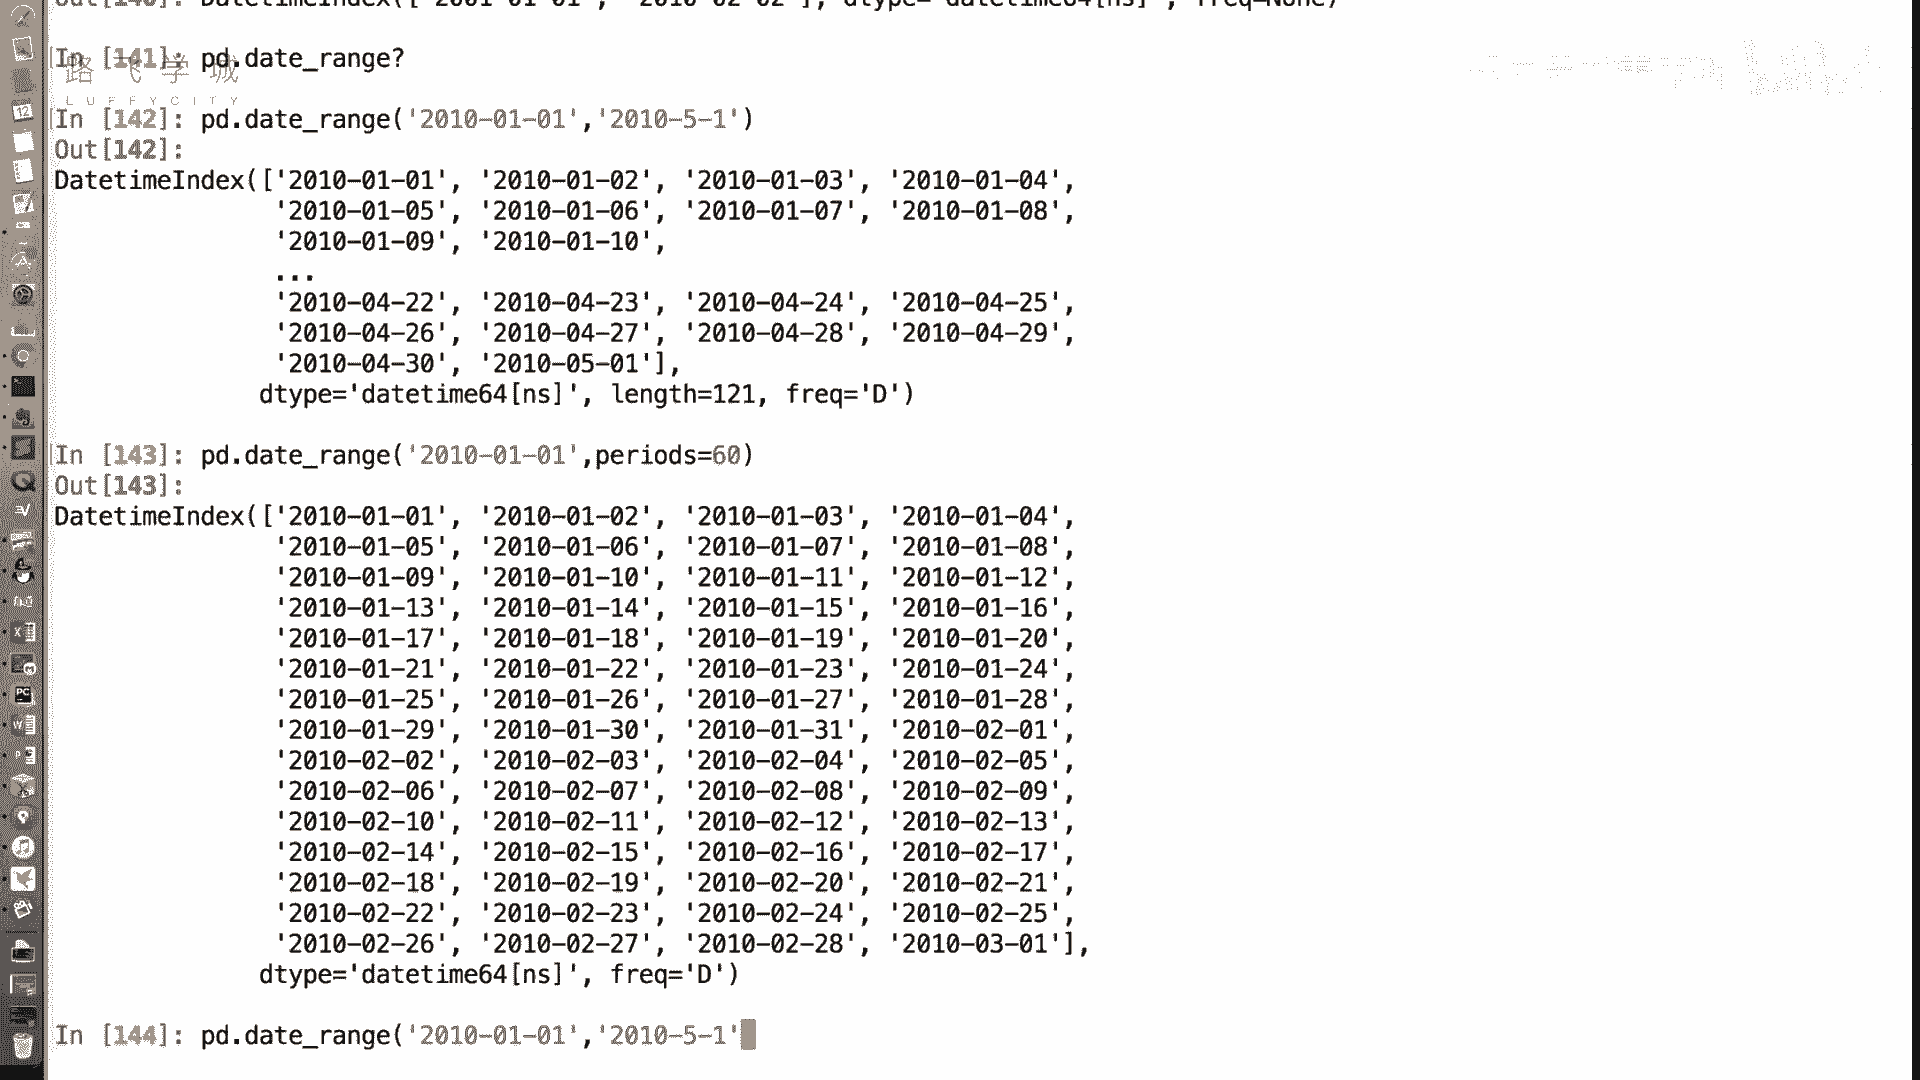 Out[140]: DatetimeIndex(['2001-01-01', '2010-02-02'], dtype='datetime64[ns]', freq=None)
In [141]: pd.date_range?
路飞学城
LUFFYCITY
In [142]: pd.date_range('2010-01-01','2010-5-1')
Out[142]:
DatetimeIndex(['2010-01-01', '2010-01-02', '2010-01-03', '2010-01-04',
'2010-01-05', '2010-01-06', '2010-01-07', '2010-01-08',
'2010-01-09', '2010-01-10',
...
'2010-04-22', '2010-04-23', '2010-04-24', '2010-04-25',
'2010-04-26', '2010-04-27', '2010-04-28', '2010-04-29',
'2010-04-30', '2010-05-01'],
dtype='datetime64[ns]', length=121, freq='D')
In [143]: pd.date_range('2010-01-01',periods=60)
Out[143]:
DatetimeIndex(['2010-01-01', '2010-01-02', '2010-01-03', '2010-01-04',
'2010-01-05', '2010-01-06', '2010-01-07', '2010-01-08',
'2010-01-09', '2010-01-10', '2010-01-11', '2010-01-12',
'2010-01-13', '2010-01-14', '2010-01-15', '2010-01-16',
'2010-01-17', '2010-01-18', '2010-01-19', '2010-01-20',
'2010-01-21', '2010-01-22', '2010-01-23', '2010-01-24',
'2010-01-25', '2010-01-26', '2010-01-27', '2010-01-28',
'2010-01-29', '2010-01-30', '2010-01-31', '2010-02-01',
'2010-02-02', '2010-02-03', '2010-02-04', '2010-02-05',
'2010-02-06', '2010-02-07', '2010-02-08', '2010-02-09',
'2010-02-10', '2010-02-11', '2010-02-12', '2010-02-13',
'2010-02-14', '2010-02-15', '2010-02-16', '2010-02-17',
'2010-02-18', '2010-02-19', '2010-02-20', '2010-02-21',
'2010-02-22', '2010-02-23', '2010-02-24', '2010-02-25',
'2010-02-26', '2010-02-27', '2010-02-28', '2010-03-01'],
dtype='datetime64[ns]', freq='D')
In [144]: pd.date_range('2010-01-01','2010-5-1'